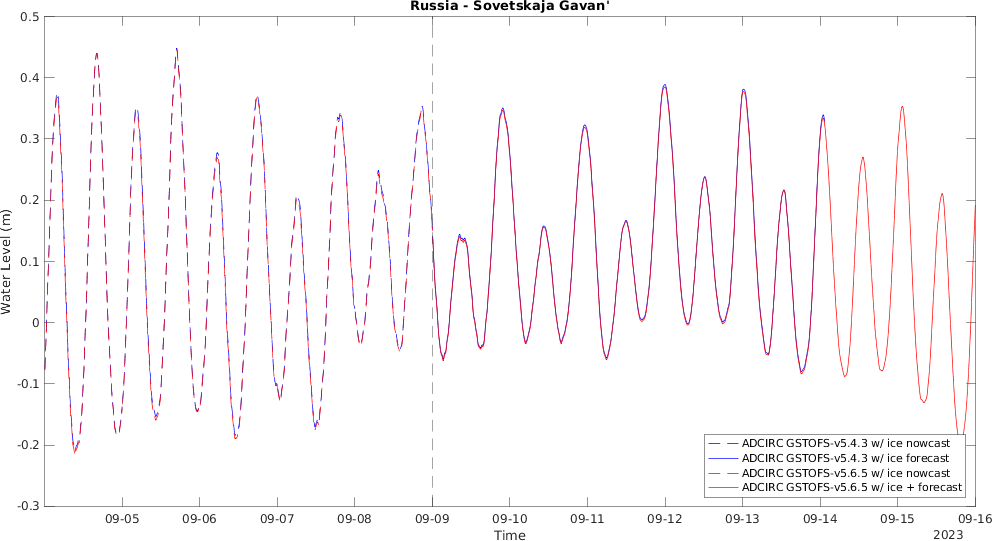 Russia - Sovetskaja Gavan'
0.5
0.4
0.3
0.2
0.1
0
-0.1
-0.2
-0.3
Water Level (m)
ADCIRC GSTOFS-v5.4.3 w/ ice nowcast
ADCIRC GSTOFS-v5.4.3 w/ ice forecast
ADCIRC GSTOFS-v5.6.5 w/ ice nowcast
ADCIRC GSTOFS-v5.6.5 w/ ice + forecast
09-05 09-06 09-07 09-08 09-09 09-10 09-11 09-12 09-13 09-14 09-15 09-16
Time
2023